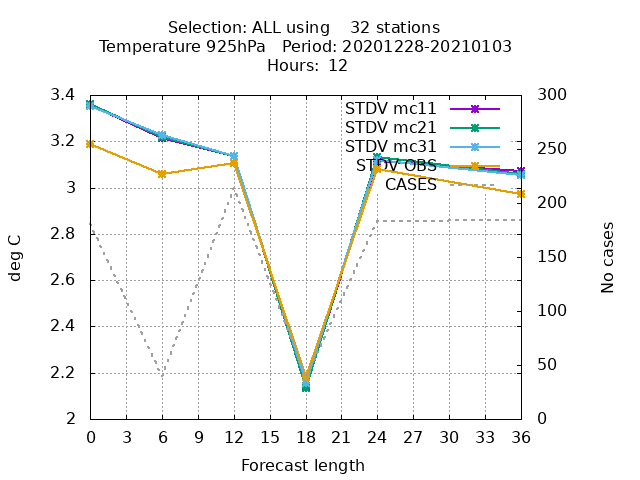 Selection: ALL using    32 stations
Temperature 925hPa   Period: 20201228-20210103
Hours:  12
3.4
3.2
3
2.8
2.6
2.4
2.2
2
300
250
200
150
100
50
0
STDV mc11
STDV mc21
STDV mc31
STDV OBS
CASES
deg C
No cases
0 3 6 9 12 15 18 21 24 27 30 33 36
Forecast length